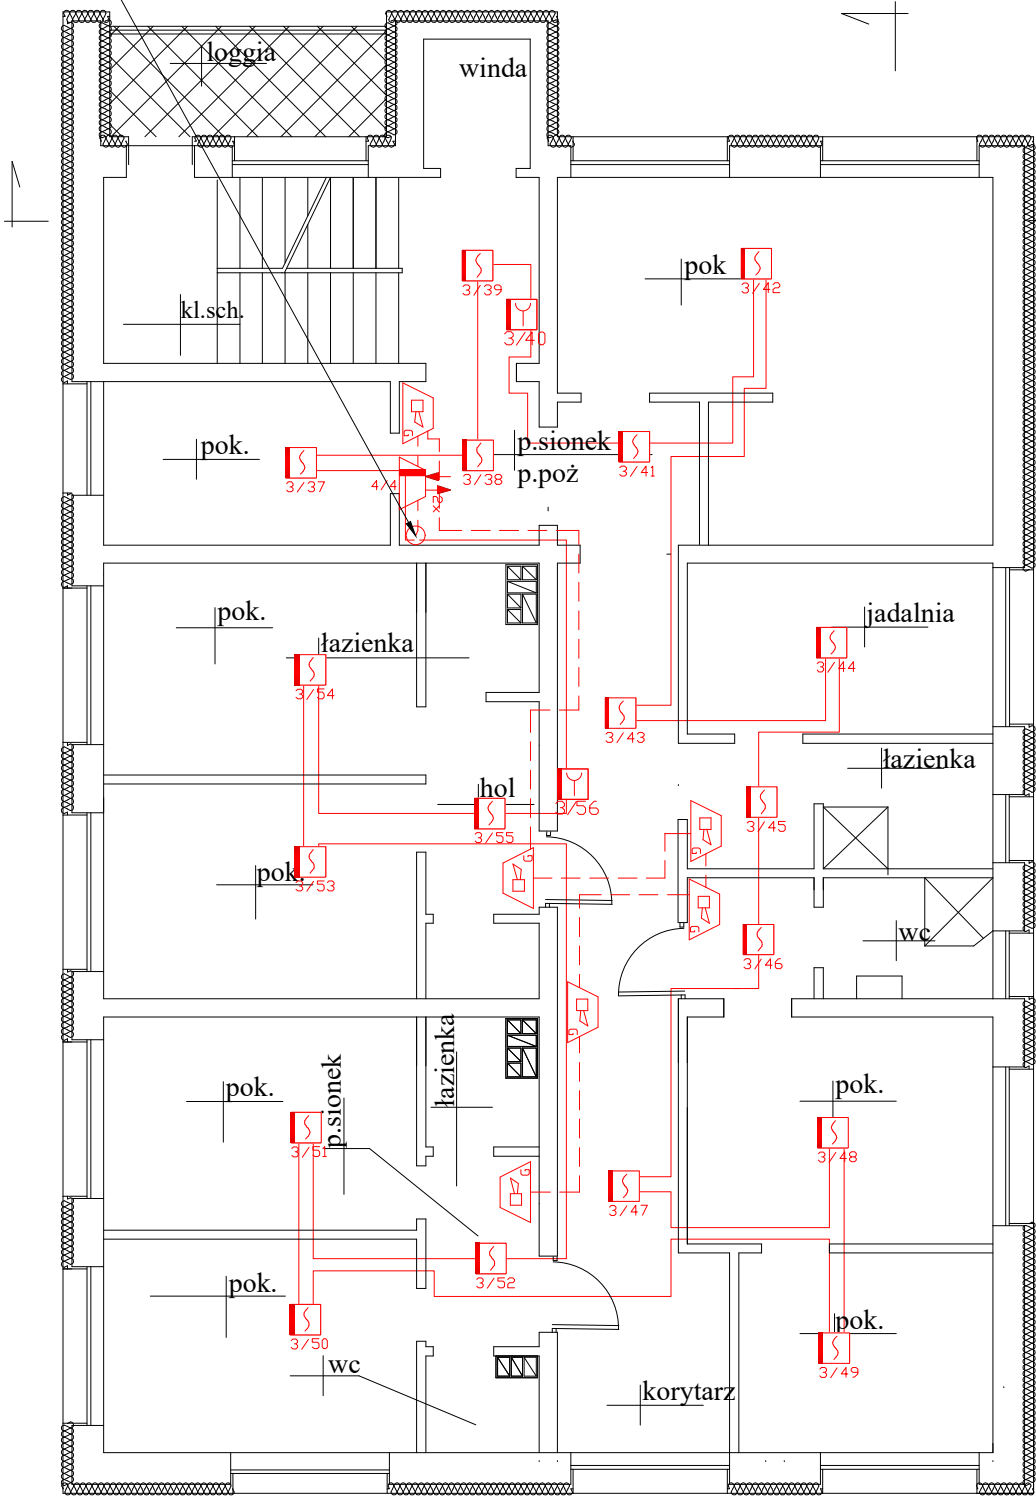 loggia
winda
pok
3/39
3/42
kl.sch.
3/40
G
pok.
p.sionek
3/41
3/37
3/38
p.poż
4/4
x2
pok.
jadalnia
łazienka
3/54
3/44
3/43
łazienka
hol
3/56
3/55
3/45
G
G
pok.
3/53
G
wc
3/46
G
łazienka
pok.
p.sionek
pok.
3/51
3/48
G
3/47
3/52
pok.
3/50
pok.
wc
3/49
korytarz